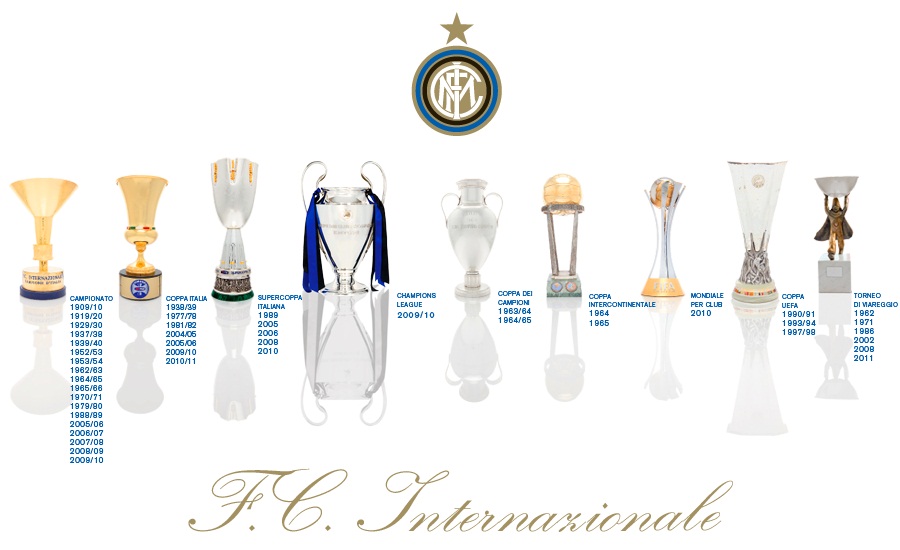 CAMPIONATO
1909/10
1919/20
1929/30
1937/38
1939/40
1952/53
1953/54
1962/63
1964/65
1965/66
1970/71
1979/80
1988/89
2005/06
2006/07
2007/08
2008/09
2009/10
COPPA ITALIA
1938/39
1977/78
1981/82
2004/05
2005/06
2009/10
2010/11
SUPERCOPPA
ITALIANA
1989
2005
2006
2008
2010
CHAMPIONS
LEAGUE
2009/10
COPPA DEI
CAMPIONI
1963/64
1964/65
COPPA
INTERCONTINENTALE
1964
1965
MONDIALE
PER CLUB
2010
COPPA
UEFA
1990/91
1993/94
1997/98
TORNEO
DI VIAREGGIO
1962
1971
1986
2002
2008
2011
F.C. Internazionale